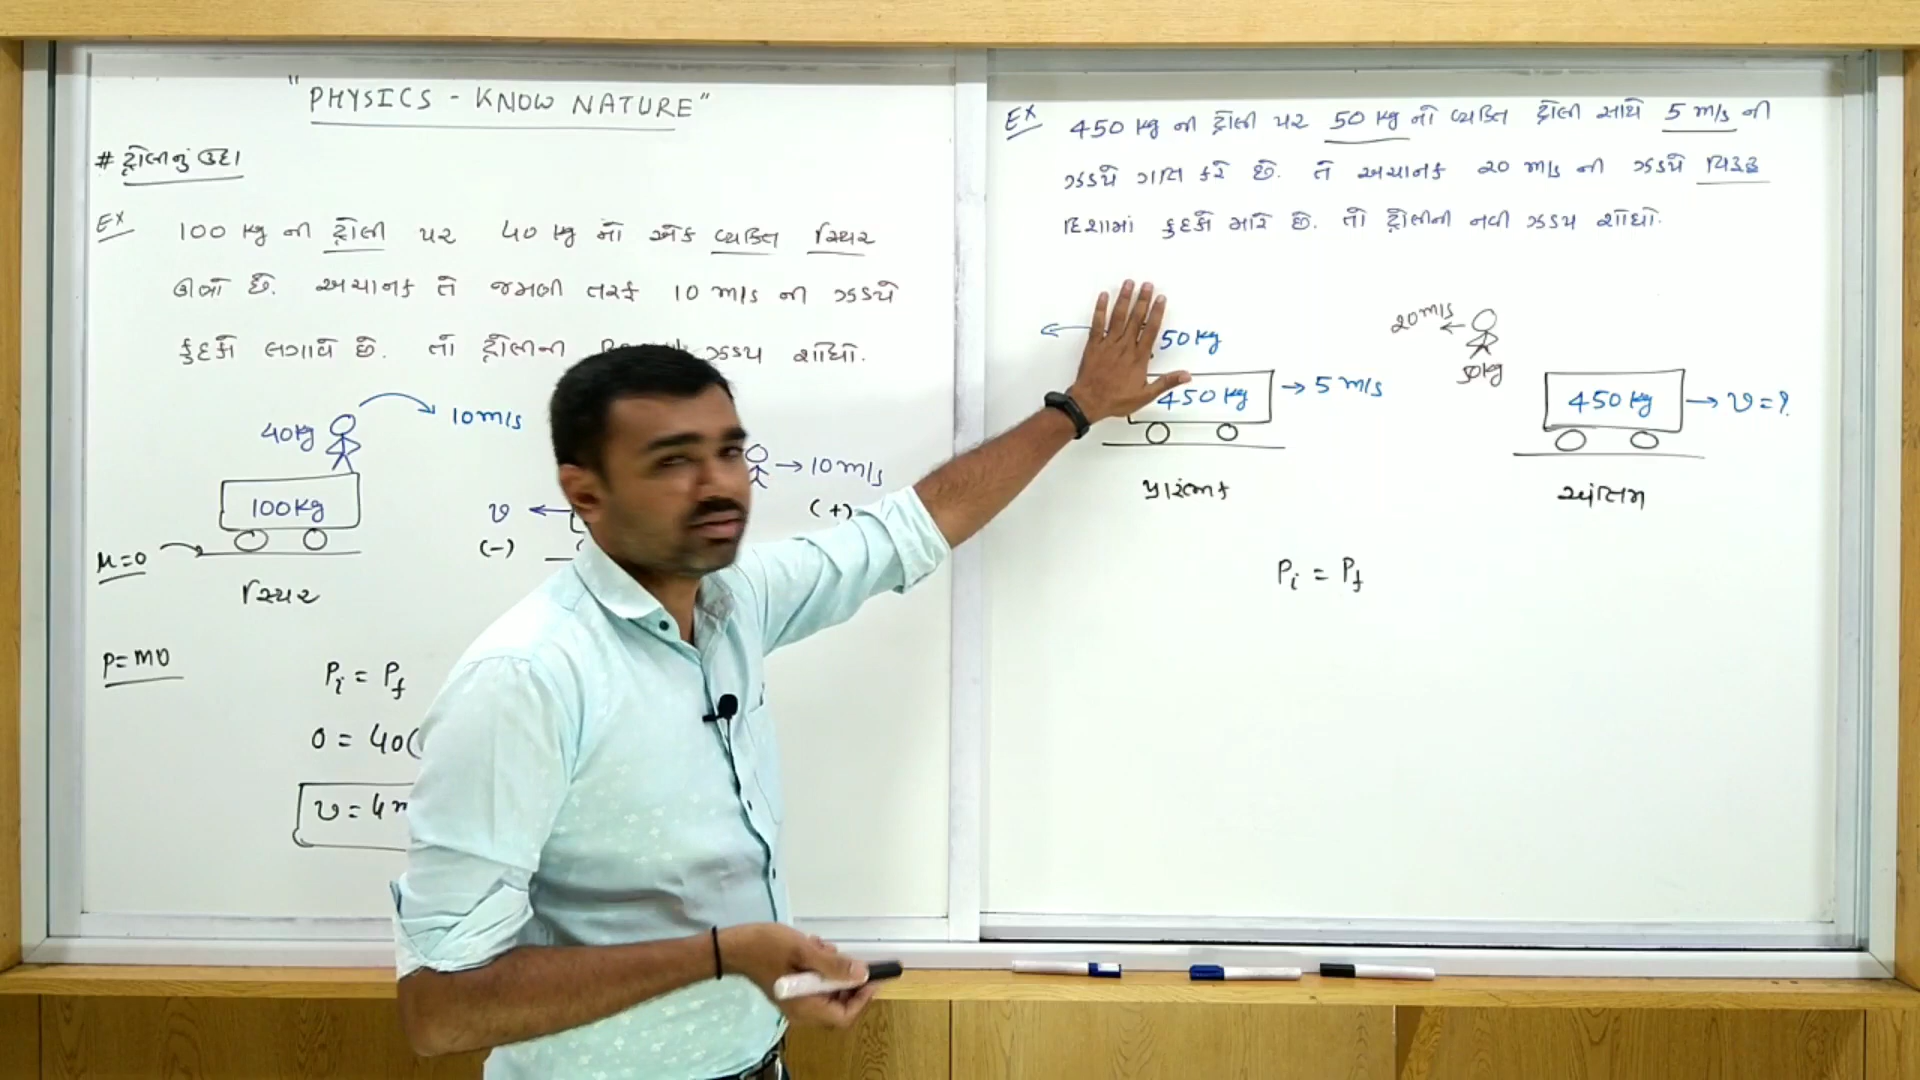 "PHYSICS - KNOW NATURE"
# ટ્રોલીનું ઉદા
Ex 100 kg ની ટ્રોલી પર 40 kg નો એક વ્યક્તિ સ્થિર
ઊભો છે. અચાનક તે જમણી તરફ 10 m/s ની ઝડપે
કુદકો લગાવે છે. તો ટ્રોલીની ઝડપ શોધો.
40kg
10m/s
100kg
μ=0
સ્થિર
10m/s
v
(-)
(+)
P=mv
Pi = Pf
0 = 40(
v = 4 m
Ex 450 kg ની ટ્રોલી પર 50 kg નો વ્યક્તિ ટ્રોલી સાથે 5 m/s ની
ઝડપે ગતિ કરે છે. તે અચાનક 20 m/s ની ઝડપે વિરુદ્ધ
દિશામાં કુદકો મારે છે. તો ટ્રોલીની નવી ઝડપ શોધો.
50kg
450 kg
5 m/s
પ્રારંભિક
20m/s
50kg
450 kg
v=?
અંતિમ
Pi = Pf